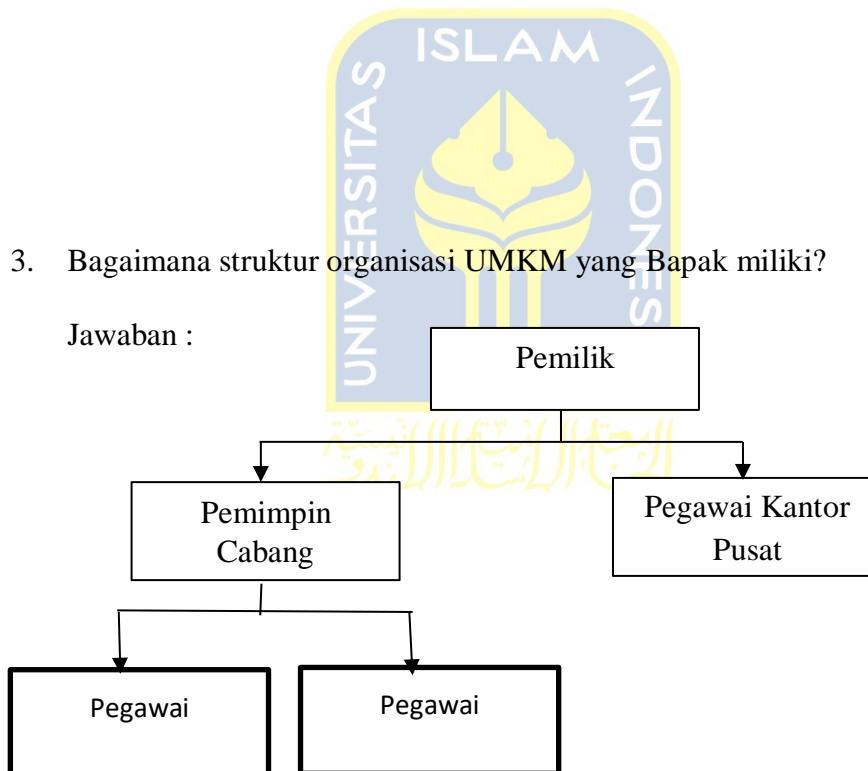 UNIVERSITAS
ISLAM
INDONES
3. Bagaimana struktur organisasi UMKM yang Bapak miliki?
Jawaban :
Pemilik
Pemimpin
Cabang
Pegawai Kantor
Pusat
Pegawai
Pegawai